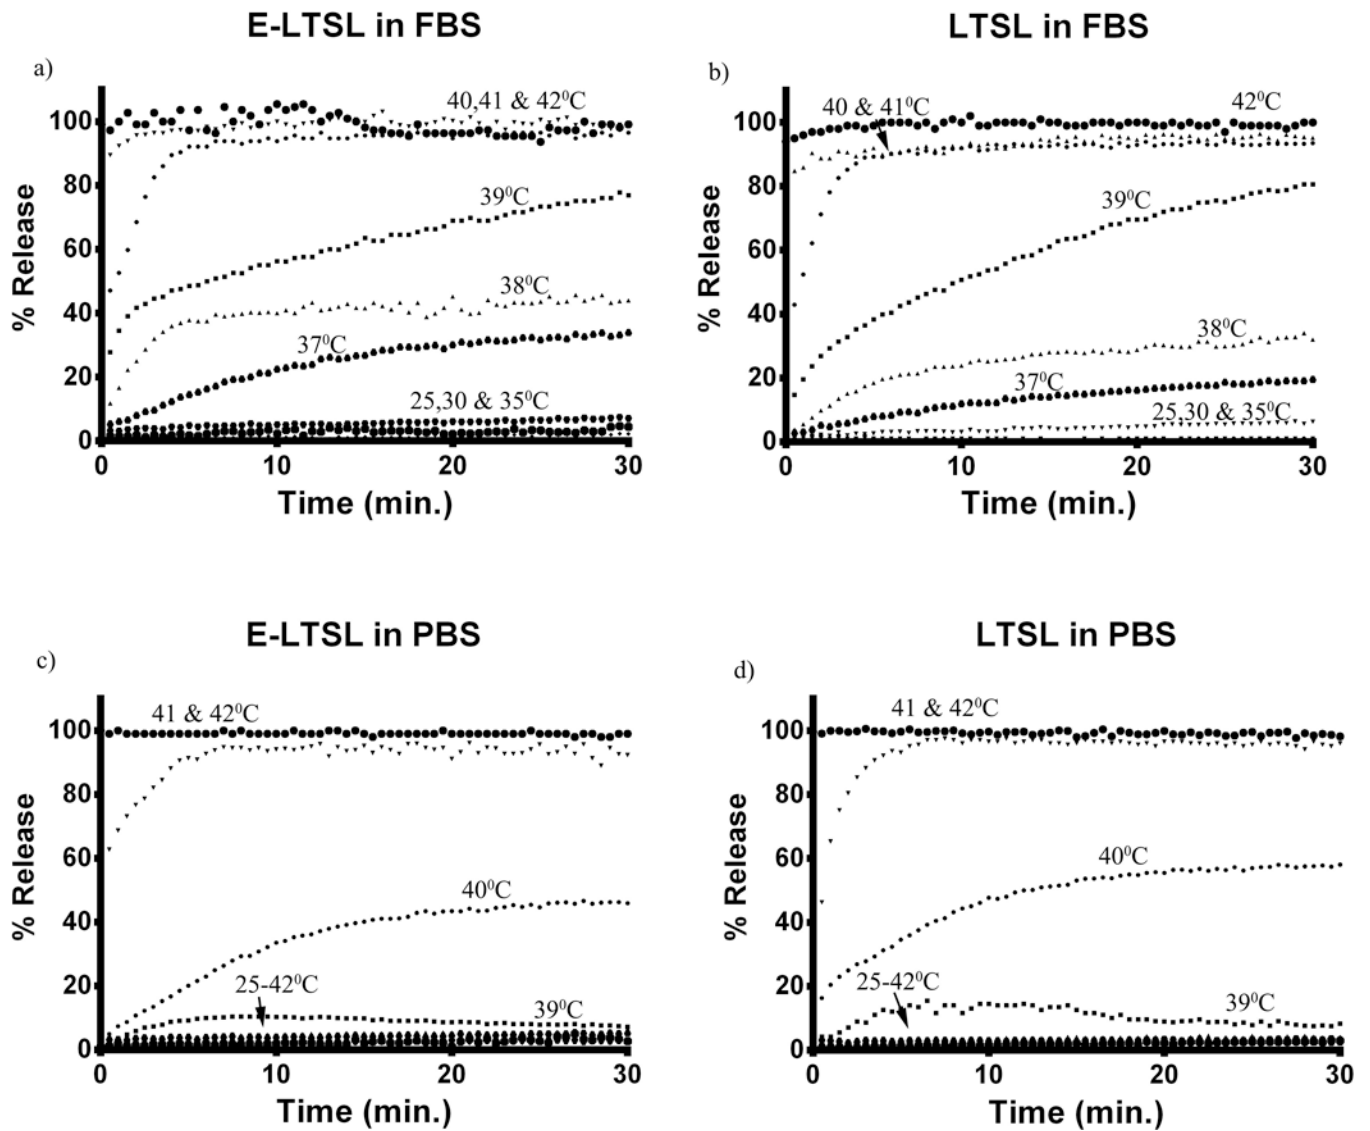 E-LTSL in FBS
a)
% Release
100
80
60
40
20
0
40,41 & 42⁰C
39⁰C
38⁰C
37⁰C
25,30 & 35⁰C
0 10 20 30
Time (min.)
LTSL in FBS
b)
% Release
100
80
60
40
20
0
40 & 41⁰C
42⁰C
39⁰C
38⁰C
37⁰C
25,30 & 35⁰C
0 10 20 30
Time (min.)
E-LTSL in PBS
c)
% Release
100
80
60
40
20
0
41 & 42⁰C
40⁰C
25-42⁰C
39⁰C
0 10 20 30
Time (min.)
LTSL in PBS
d)
% Release
100
80
60
40
20
0
41 & 42⁰C
40⁰C
25-42⁰C
39⁰C
0 10 20 30
Time (min.)